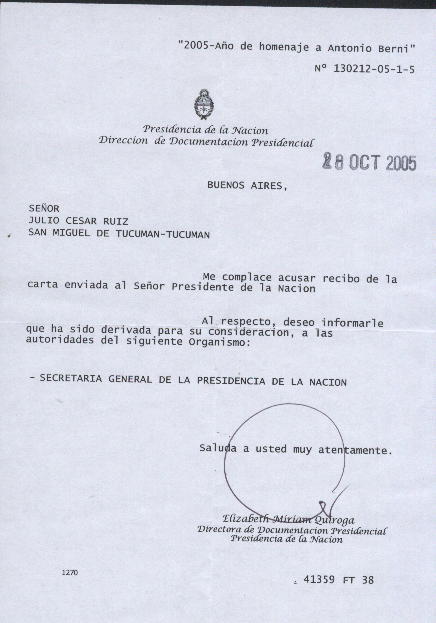 "2005-Año de homenaje a Antonio Berni"
N° 130212-05-1-5
Presidencia de la Nacion
Direccion de Documentacion Presidencial
28 OCT 2005
BUENOS AIRES,
SEÑOR
JULIO CESAR RUIZ
SAN MIGUEL DE TUCUMAN-TUCUMAN
Me complace acusar recibo de la
carta enviada al Señor Presidente de la Nacion
Al respecto, deseo informarle
que ha sido derivada para su consideracion, a las
autoridades del siguiente Organismo:
- SECRETARIA GENERAL DE LA PRESIDENCIA DE LA NACION
Saluda a usted muy atentamente.
Elizabeth Miriam Quiroga
Directora de Documentacion Presidencial
Presidencia de la Nacion
1270
. 41359 FT 38